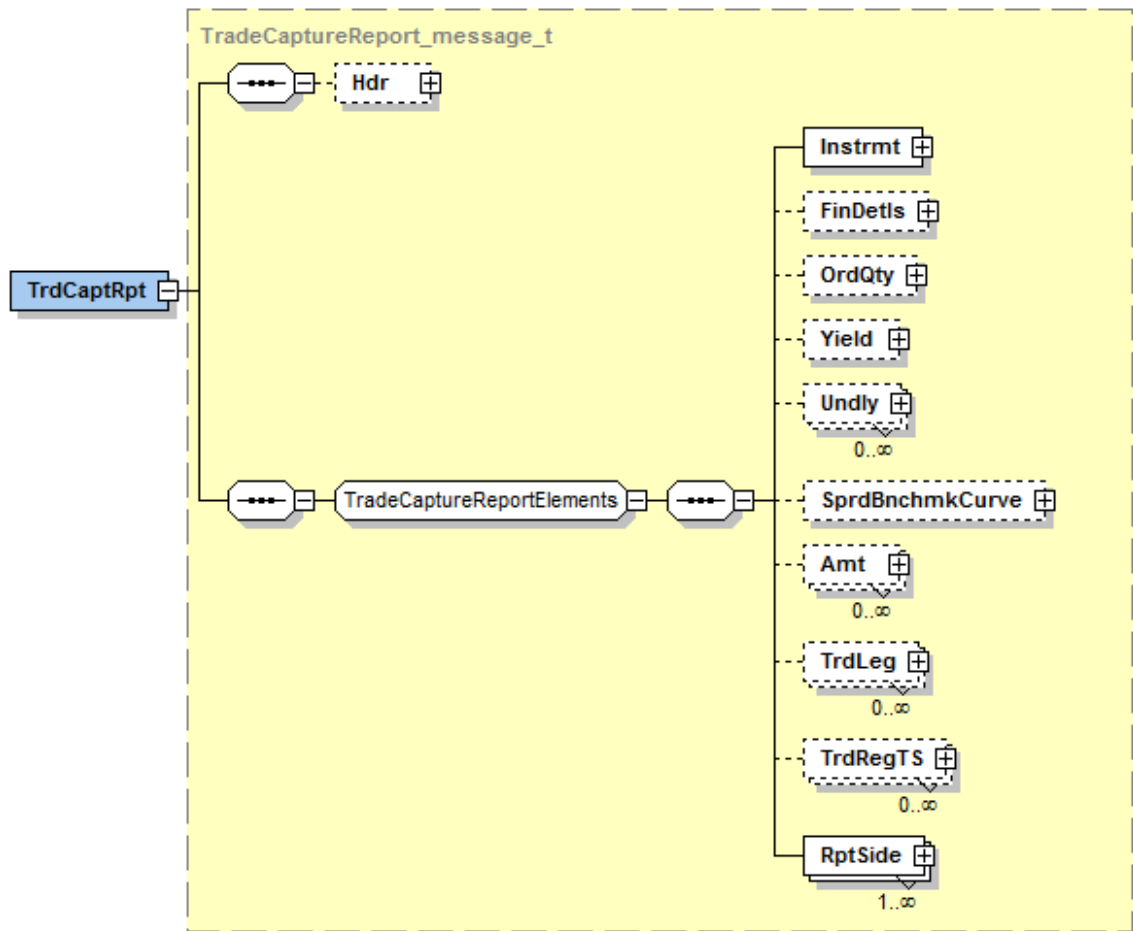 TradeCaptureReport_message_t
Hdr
Instrmt
FinDetls
OrdQty
TrdCaptRpt
Yield
Undly
0..∞
TradeCaptureReportElements
SprdBnchmkCurve
Amt
0..∞
TrdLeg
0..∞
TrdRegTS
0..∞
RptSide
1..∞